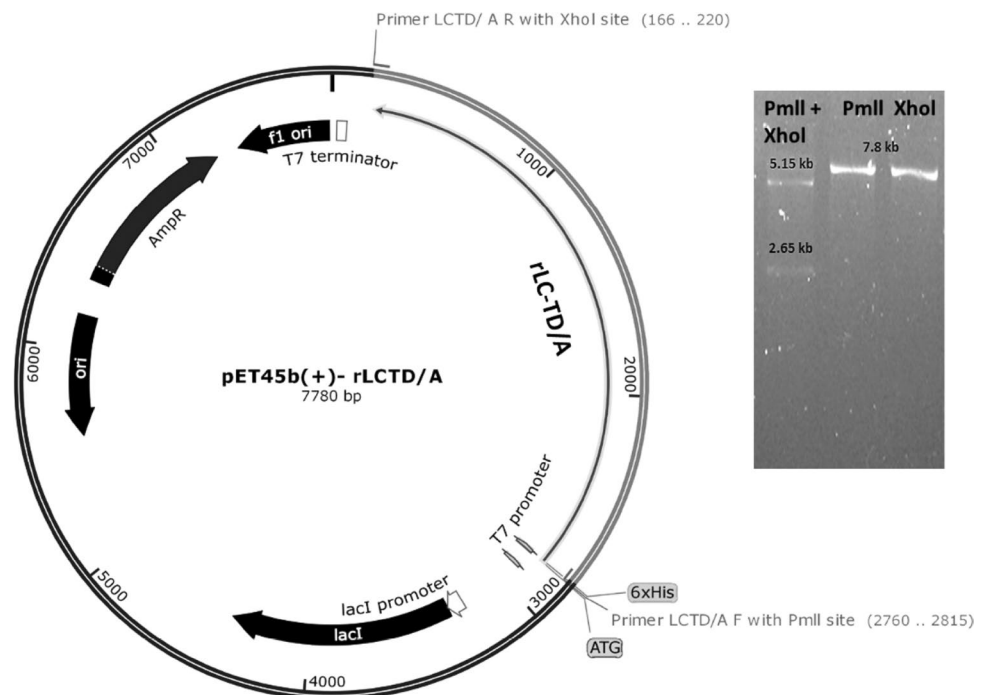 Primer LCTD/ A R with XhoI site (166 .. 220)
f1 ori
T7 terminator
7000
1000
AmpR
rLC-TD/A
6000
ori
2000
pET45b(+)- rLCTD/A
7780 bp
T7 promoter
5000
lacI promoter
lacI
3000
6xHis
Primer LCTD/A F with PmlI site (2760 .. 2815)
ATG
4000
PmlI +
XhoI
PmlI
XhoI
7.8 kb
5.15 kb
2.65 kb